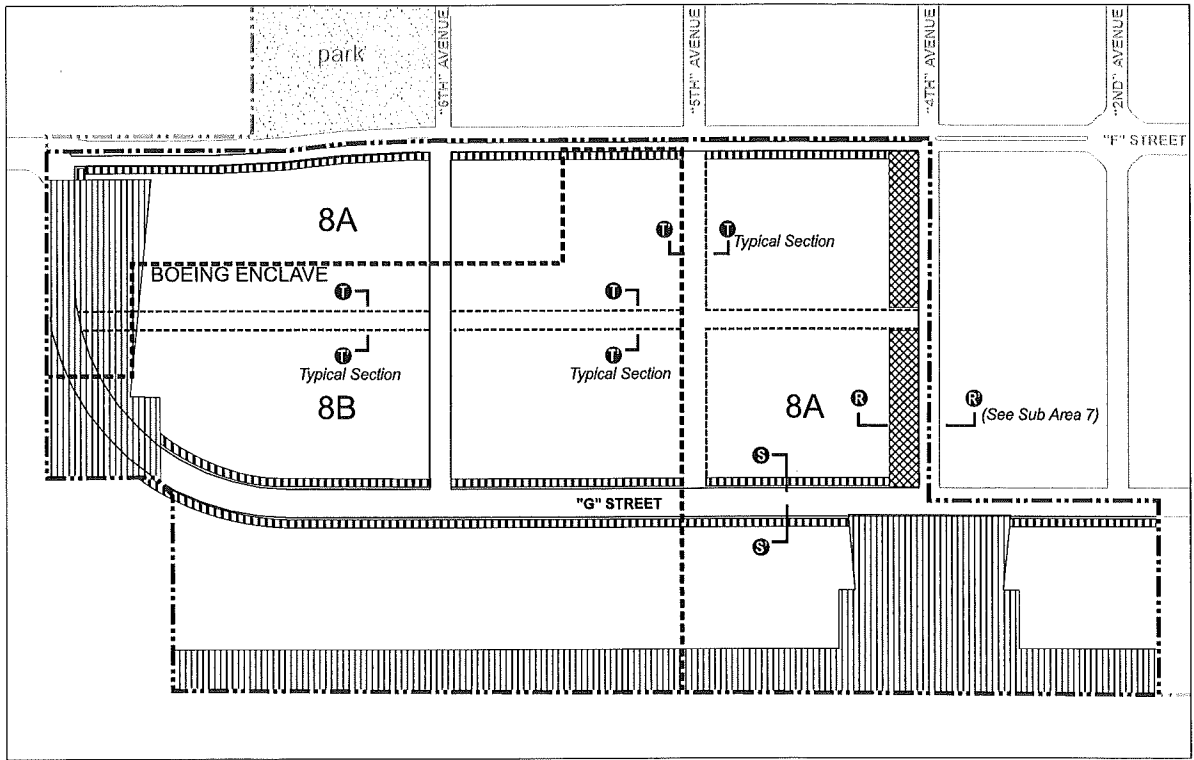 park
"6TH" AVENUE
"5TH" AVENUE
"4TH" AVENUE
"2ND" AVENUE
"F" STREET
8A
T
T
Typical Section
BOEING ENCLAVE
T
T
T
T
Typical Section
Typical Section
8B
8A
R
R'
(See Sub Area 7)
S
"G" STREET
S